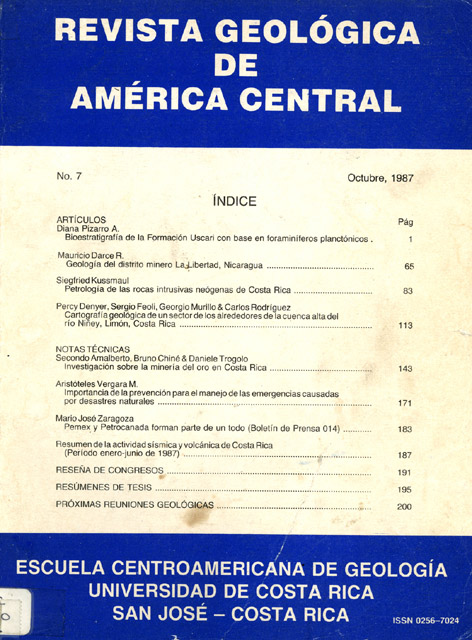 REVISTA GEOLÓGICA
DE
AMÉRICA CENTRAL
No. 7 Octubre, 1987
ÍNDICE
ARTÍCULOS Pág
Diana Pizarro A.
Bioestratigrafía de la Formación Uscari con base en foraminíferos planctónicos . 1
Mauricio Darce R.
Geología del distrito minero La Libertad, Nicaragua ................ 65
Siegfried Kussmaul
Petrología de las rocas intrusivas neógenas de Costa Rica ................ 83
Percy Denyer, Sergio Feoli, Georgio Murillo & Carlos Rodríguez
Cartografía geológica de un sector de los alrededores de la cuenca alta del
río Niñey, Limón, Costa Rica ................ 113
NOTAS TÉCNICAS
Secondo Amalberto, Bruno Chiné & Daniele Trogolo
Investigación sobre la minería del oro en Costa Rica ................ 143
Aristóteles Vergara M.
Importancia de la prevención para el manejo de las emergencias causadas
por desastres naturales ................ 171
Mario José Zaragoza
Pemex y Petrocanada forman parte de un todo (Boletín de Prensa 014) ............ 183
Resumen de la actividad sísmica y volcánica de Costa Rica
(Período enero-junio de 1987) ................ 187
RESEÑA DE CONGRESOS ................ 191
RESÚMENES DE TESIS ................ 195
PRÓXIMAS REUNIONES GEOLÓGICAS ................ 200
ESCUELA CENTROAMERICANA DE GEOLOGÍA
UNIVERSIDAD DE COSTA RICA
SAN JOSÉ – COSTA RICA
ISSN 0256-7024